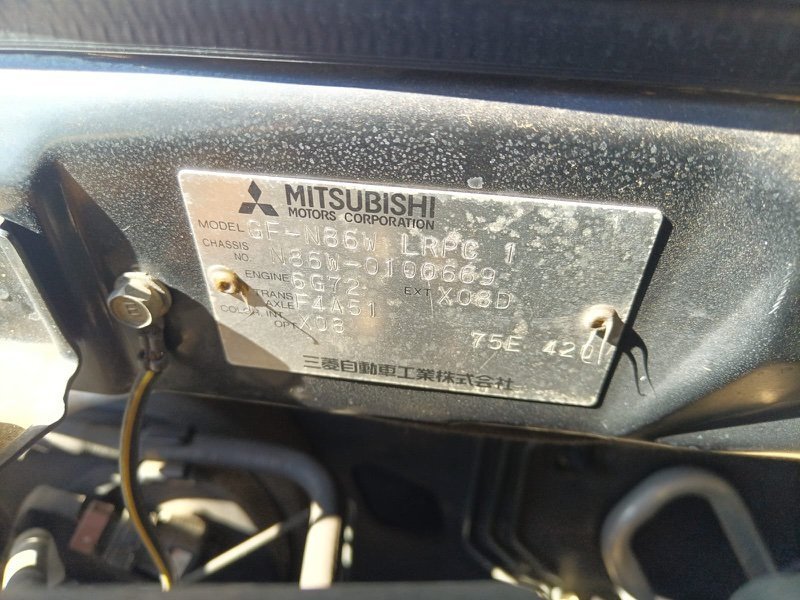 MITSUBISHI
MOTORS CORPORATION
MODEL GF-N86W LRPG 1
CHASSIS NO. N86W-0100669
ENGINE 6G72 EXT X08D
TRANS AXLE F4A51
COLOR, INT OPT X08
75E 420
三菱自動車工業株式会社